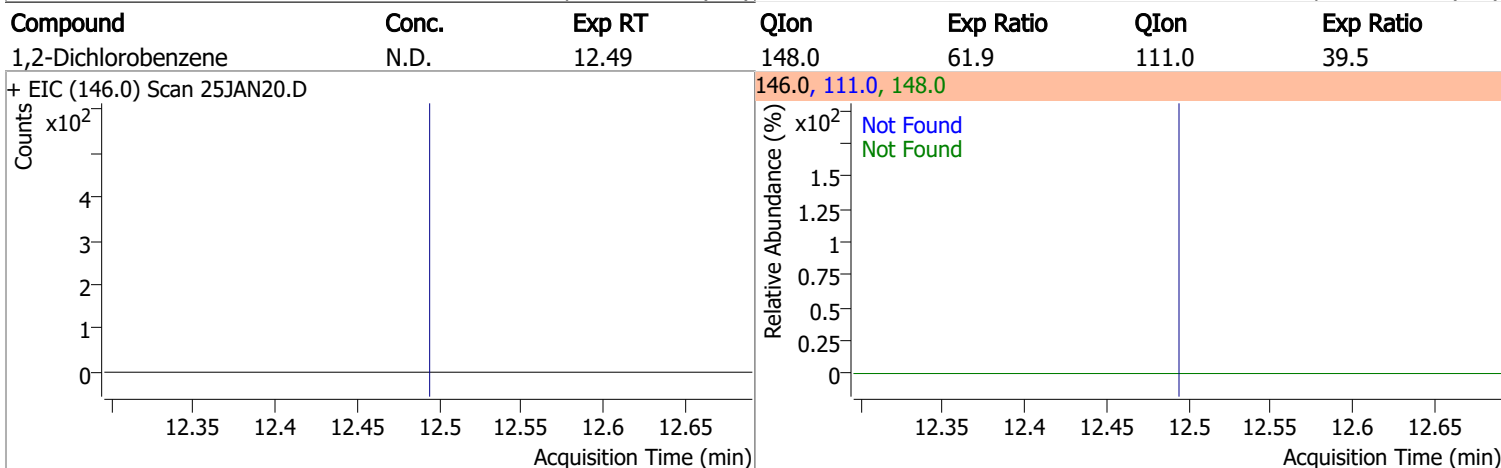 Compound Conc. Exp RT QIon Exp Ratio QIon Exp Ratio
1,2-Dichlorobenzene N.D. 12.49 148.0 61.9 111.0 39.5
+ EIC (146.0) Scan 25JAN20.D
Counts
x10²
4
3
2
1
0
12.35 12.4 12.45 12.5 12.55 12.6 12.65
Acquisition Time (min)
146.0, 111.0, 148.0
Relative Abundance (%)
x10²
Not Found
Not Found
1.5
1.25
1
0.75
0.5
0.25
0
12.35 12.4 12.45 12.5 12.55 12.6 12.65
Acquisition Time (min)